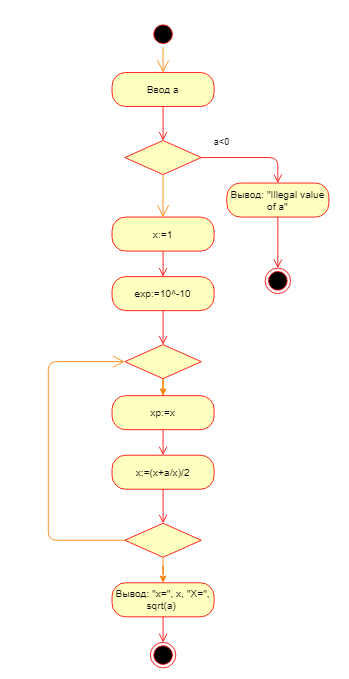 Ввод a
a<0
Вывод: "Illegal value
of a"
x:=1
exp:=10^-10
xp:=x
x:=(x+a/x)/2
Вывод: "x=", x, "X=",
sqrt(a)